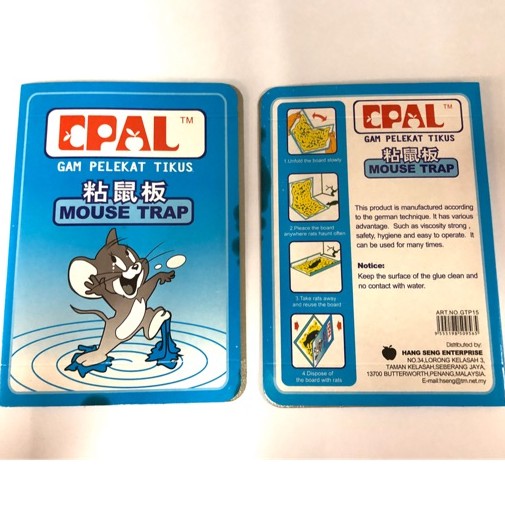 EPAL™
GAM PELEKAT TIKUS
粘鼠板
MOUSE TRAP
EPAL™
GAM PELEKAT TIKUS
粘鼠板
MOUSE TRAP
1.Unfold the board slowly
2.Pleace the board
anywhere rats haunt often
3.Take rats away
and reuse the board
4.Dispose of
the board with rats
This product is manufactured according
to the german technique. It has various
advantage. Such as viscosity strong ,
safety, hygiene and easy to operate. It
can be used for many times.
Notice:
Keep the surface of the glue clean and
no contact with water.
ART.NO.GTP15
Distributed by:
HANG SENG ENTERPRISE
NO.34,LORONG KELASAH 3,
TAMAN KELASAH,SEBERANG JAYA,
13700 BUTTERWORTH,PENANG,MALAYSIA.
E-mail:hseng@tm.net.my